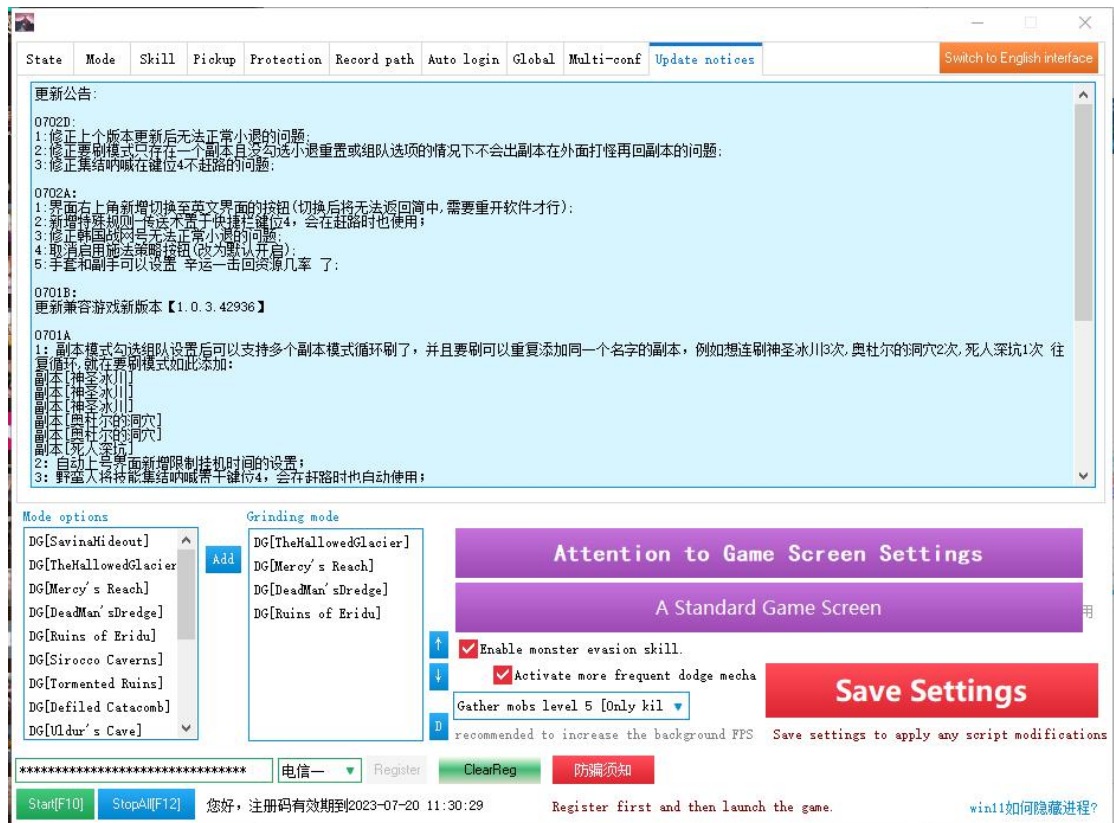 State Mode Skill Pickup Protection Record path Auto login Global Multi-conf Update notices Switch to English interface
更新公告:
0702D:
1:修正上个版本更新后无法正常小退的问题;
2:修正要刷模式只存在一个副本且没勾选小退重置或组队选项的情况下不会出副本在外面打怪再回副本的问题;
3:修正集结呐喊在键位4不赶路的问题;
0702A:
1:界面右上角新增切换至英文界面的按钮(切换后将无法返回简中,需要重开软件才行);
2:新增特殊规则-传送术置于快捷栏键位4，会在赶路时也使用；
3:修正韩国战网号无法正常小退的问题;
4:取消启用施法策略按钮(改为默认开启);
5:手套和副手可以设置 幸运一击回资源几率 了;
0701B:
更新兼容游戏新版本【1.0.3.42936】
0701A
1: 副本模式勾选组队设置后可以支持多个副本模式循环刷了，并且要刷可以重复添加同一个名字的副本，例如想连刷神圣冰川3次,奥杜尔的洞穴2次,死人深坑1次 往
复循环,就在要刷模式如此添加:
副本[神圣冰川]
副本[神圣冰川]
副本[神圣冰川]
副本[奥杜尔的洞穴]
副本[奥杜尔的洞穴]
副本[死人深坑]
2: 自动上号界面新增限制挂机时间的设置；
3: 野蛮人将技能集结呐喊置于键位4，会在赶路时也自动使用；
Mode options
DG[SavinaHideout]
DG[TheHallowedGlacier
DG[Mercy's Reach]
DG[DeadMan'sDredge]
DG[Ruins of Eridu]
DG[Sirocco Caverns]
DG[Tormented Ruins]
DG[Defiled Catacomb]
DG[Uldur's Cave]
Add
Grinding mode
DG[TheHallowedGlacier]
DG[Mercy's Reach]
DG[DeadMan'sDredge]
DG[Ruins of Eridu]
↑
↓
D
Attention to Game Screen Settings
A Standard Game Screen
用
Enable monster evasion skill.
Activate more frequent dodge mecha
Gather mobs level 5 [Only kil
recommended to increase the background FPS
Save Settings
Save settings to apply any script modifications
******************************** 电信一 Register ClearReg 防骗须知
Start[F10] StopAll[F12] 您好，注册码有效期到2023-07-20 11:30:29 Register first and then launch the game. win11如何隐藏进程?